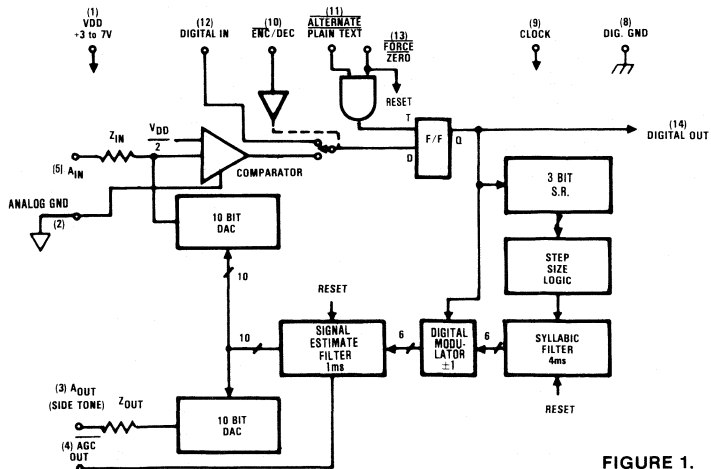 (1)
VDD
+3 to 7V
(12)
DIGITAL IN
(10)
ENC/DEC
(11)
ALTERNATE
PLAIN TEXT
(13)
FORCE
ZERO
RESET
(9)
CLOCK
(8)
DIG. GND
ZIN
VDD
2
(5) AIN
COMPARATOR
T
F/F
Q
D
(14)
DIGITAL OUT
ANALOG GND
(2)
10 BIT
DAC
10
3 BIT
S.R.
STEP
SIZE
LOGIC
RESET
10
SIGNAL
ESTIMATE
FILTER
1ms
6
DIGITAL
MODU-
LATOR
±1
6
SYLLABIC
FILTER
4ms
RESET
(3) AOUT
(SIDE TONE)
ZOUT
10 BIT
DAC
(4) AGC
OUT
FIGURE 1.